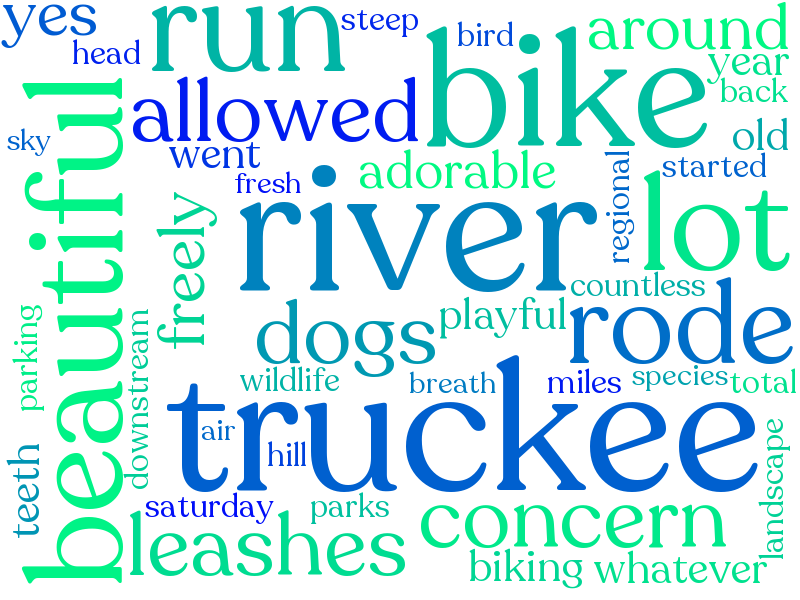 yes
run
steep
bird
around
head
bike
year
back
allowed
old
sky
went
adorable
started
fresh
regional
beautiful
river
lot
freely
countless
dogs
playful
rode
parking
downstream
wildlife
breath
miles
species
total
truckee
air
hill
teeth
landscape
saturday
parks
concern
leashes
biking
whatever